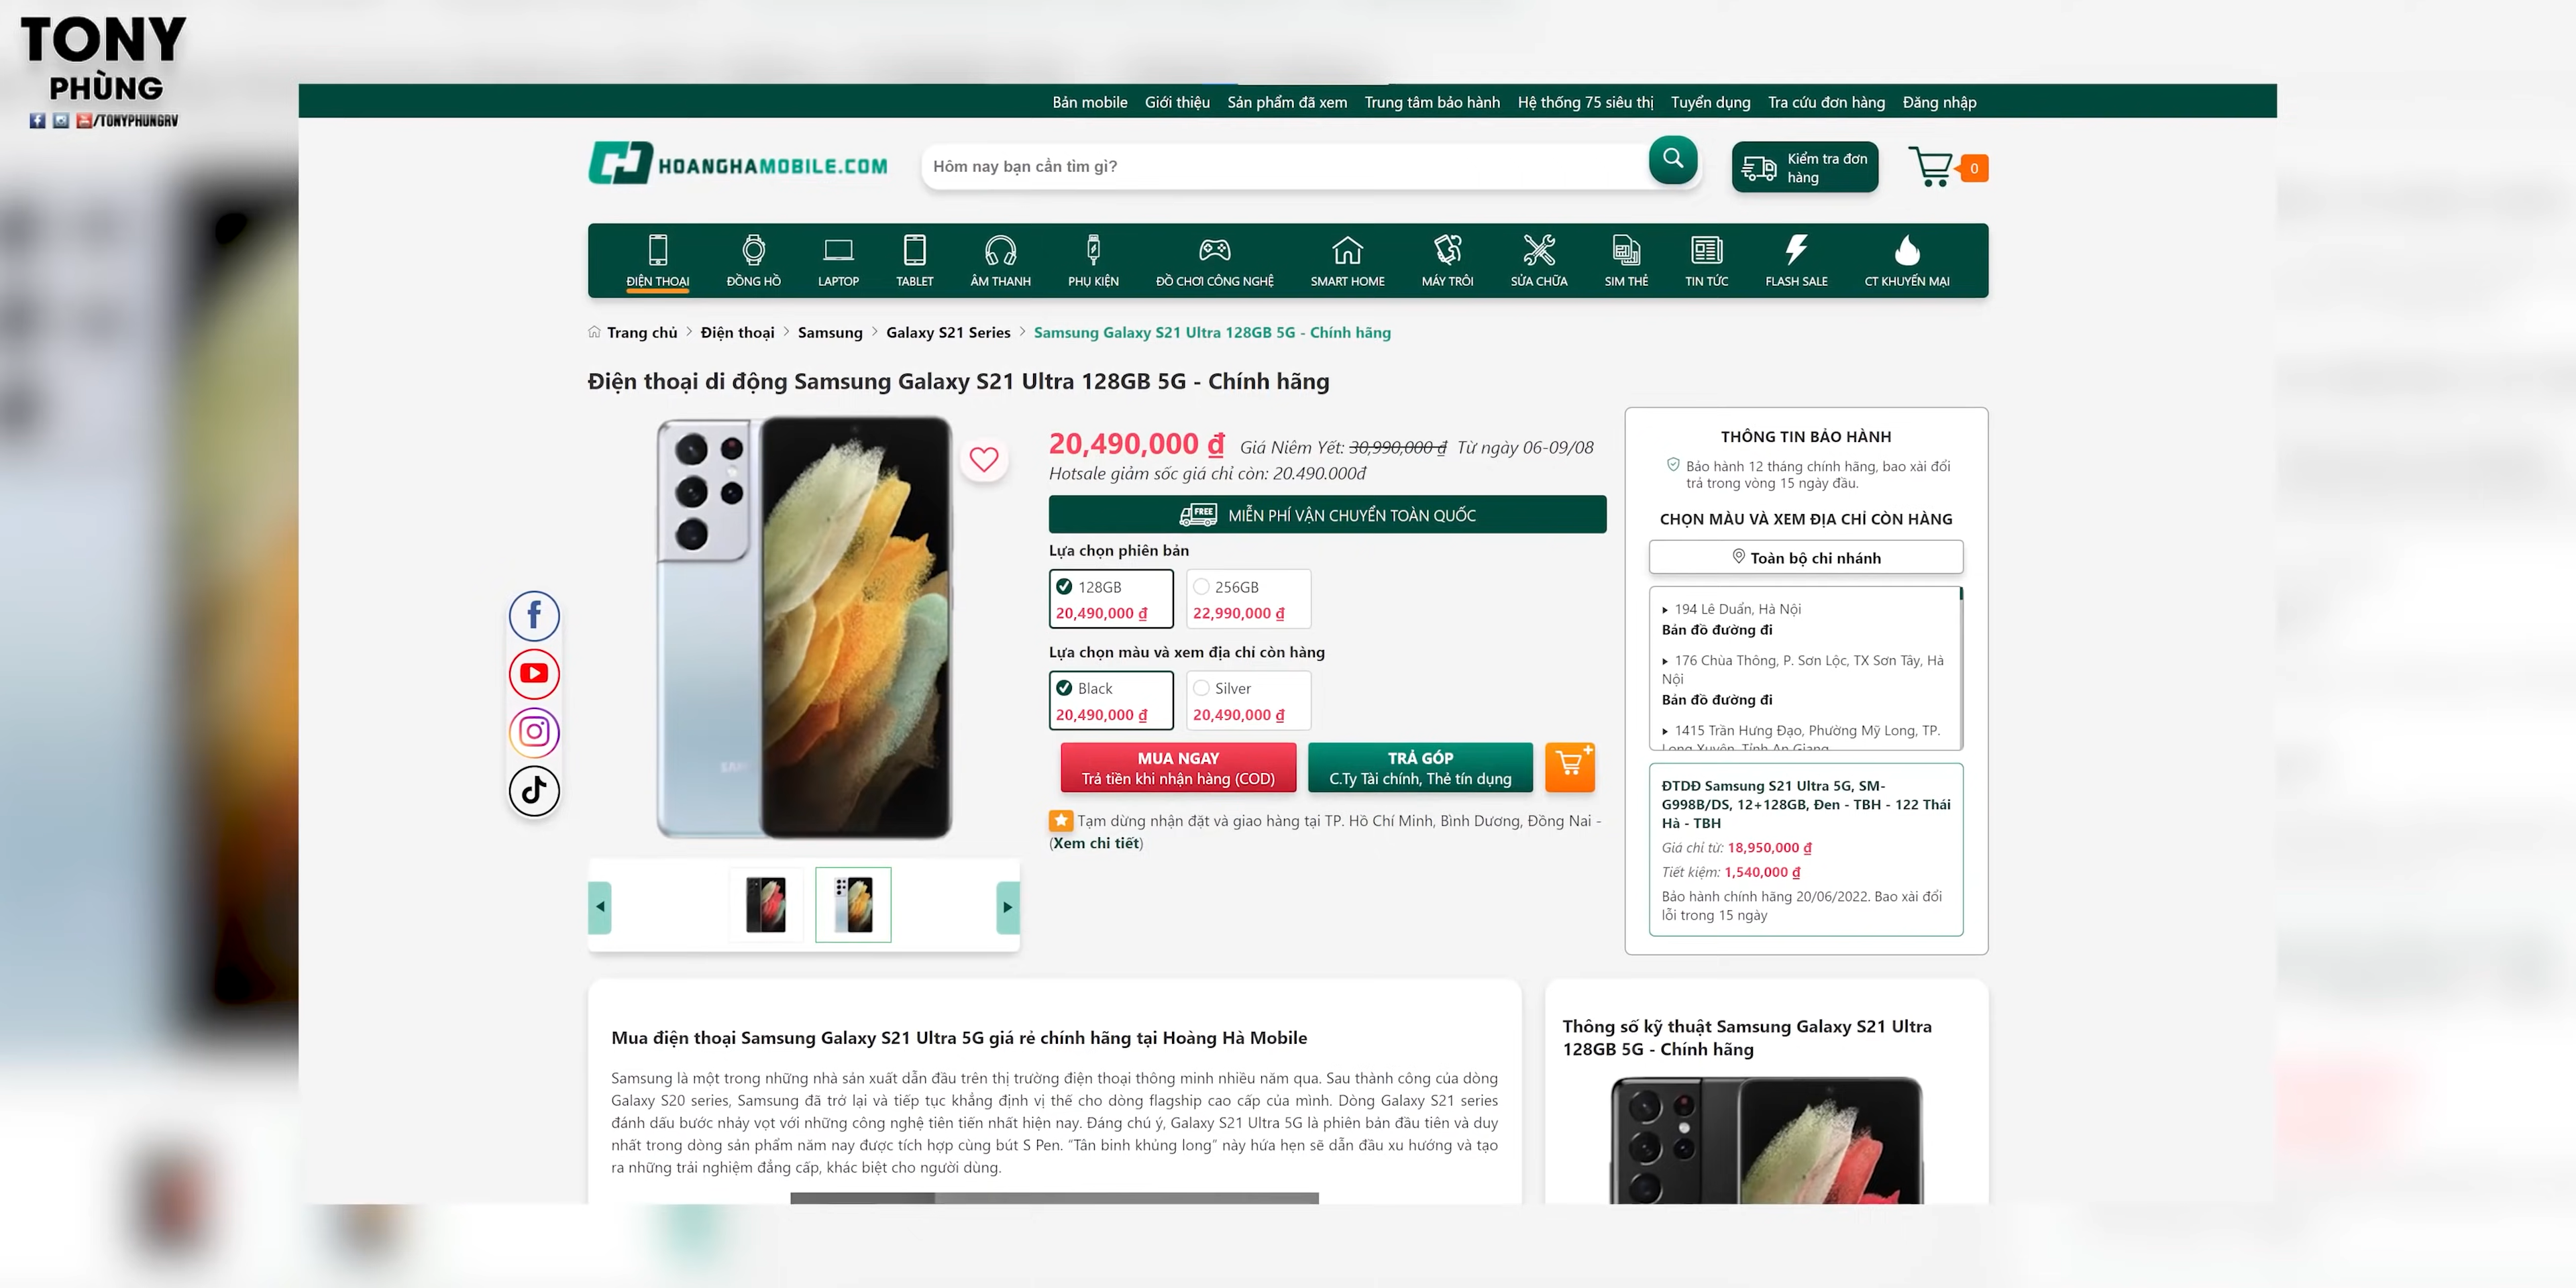 TONY
PHÙNG
/TONYPHUNGRV
Bản mobile Giới thiệu Sản phẩm đã xem Trung tâm bảo hành Hệ thống 75 siêu thị Tuyển dụng Tra cứu đơn hàng Đăng nhập
HOANGHAMOBILE.COM
Hôm nay bạn cần tìm gì?
Kiểm tra đơn
hàng
0
ĐIỆN THOẠI ĐỒNG HỒ LAPTOP TABLET ÂM THANH PHỤ KIỆN ĐỒ CHƠI CÔNG NGHỆ SMART HOME MÁY TRÔI SỬA CHỮA SIM THẺ TIN TỨC FLASH SALE CT KHUYẾN MẠI
Trang chủ > Điện thoại > Samsung > Galaxy S21 Series > Samsung Galaxy S21 Ultra 128GB 5G - Chính hãng
Điện thoại di động Samsung Galaxy S21 Ultra 128GB 5G - Chính hãng
20,490,000 ₫ Giá Niêm Yết: 30,990,000 ₫ Từ ngày 06-09/08
Hotsale giảm sốc giá chỉ còn: 20.490.000đ
FREE MIỄN PHÍ VẬN CHUYỂN TOÀN QUỐC
Lựa chọn phiên bản
128GB 256GB
20,490,000 ₫ 22,990,000 ₫
Lựa chọn màu và xem địa chỉ còn hàng
Black Silver
20,490,000 ₫ 20,490,000 ₫
MUA NGAY
Trả tiền khi nhận hàng (COD)
TRẢ GÓP
C.Ty Tài chính, Thẻ tín dụng
Tạm dừng nhận đặt và giao hàng tại TP. Hồ Chí Minh, Bình Dương, Đồng Nai -
(Xem chi tiết)
THÔNG TIN BẢO HÀNH
Bảo hành 12 tháng chính hãng, bao xài đổi
trả trong vòng 15 ngày đầu.
CHỌN MÀU VÀ XEM ĐỊA CHỈ CÒN HÀNG
Toàn bộ chi nhánh
194 Lê Duẩn, Hà Nội
Bản đồ đường đi
176 Chùa Thông, P. Sơn Lộc, TX Sơn Tây, Hà
Nội
Bản đồ đường đi
1415 Trần Hưng Đạo, Phường Mỹ Long, TP.
Long Xuyên, Tỉnh An Giang
ĐTDĐ Samsung S21 Ultra 5G, SM-
G998B/DS, 12+128GB, Đen - TBH - 122 Thái
Hà - TBH
Giá chỉ từ: 18,950,000 ₫
Tiết kiệm: 1,540,000 ₫
Bảo hành chính hãng 20/06/2022. Bao xài đổi
lỗi trong 15 ngày
Mua điện thoại Samsung Galaxy S21 Ultra 5G giá rẻ chính hãng tại Hoàng Hà Mobile
Samsung là một trong những nhà sản xuất dẫn đầu trên thị trường điện thoại thông minh nhiều năm qua. Sau thành công của dòng
Galaxy S20 series, Samsung đã trở lại và tiếp tục khẳng định vị thế cho dòng flagship cao cấp của mình. Dòng Galaxy S21 series
đánh dấu bước nhảy vọt với những công nghệ tiên tiến nhất hiện nay. Đáng chú ý, Galaxy S21 Ultra 5G là phiên bản đầu tiên và duy
nhất trong dòng sản phẩm năm nay được tích hợp cùng bút S Pen. “Tân binh khủng long” này hứa hẹn sẽ dẫn đầu xu hướng và tạo
ra những trải nghiệm đẳng cấp, khác biệt cho người dùng.
Thông số kỹ thuật Samsung Galaxy S21 Ultra
128GB 5G - Chính hãng